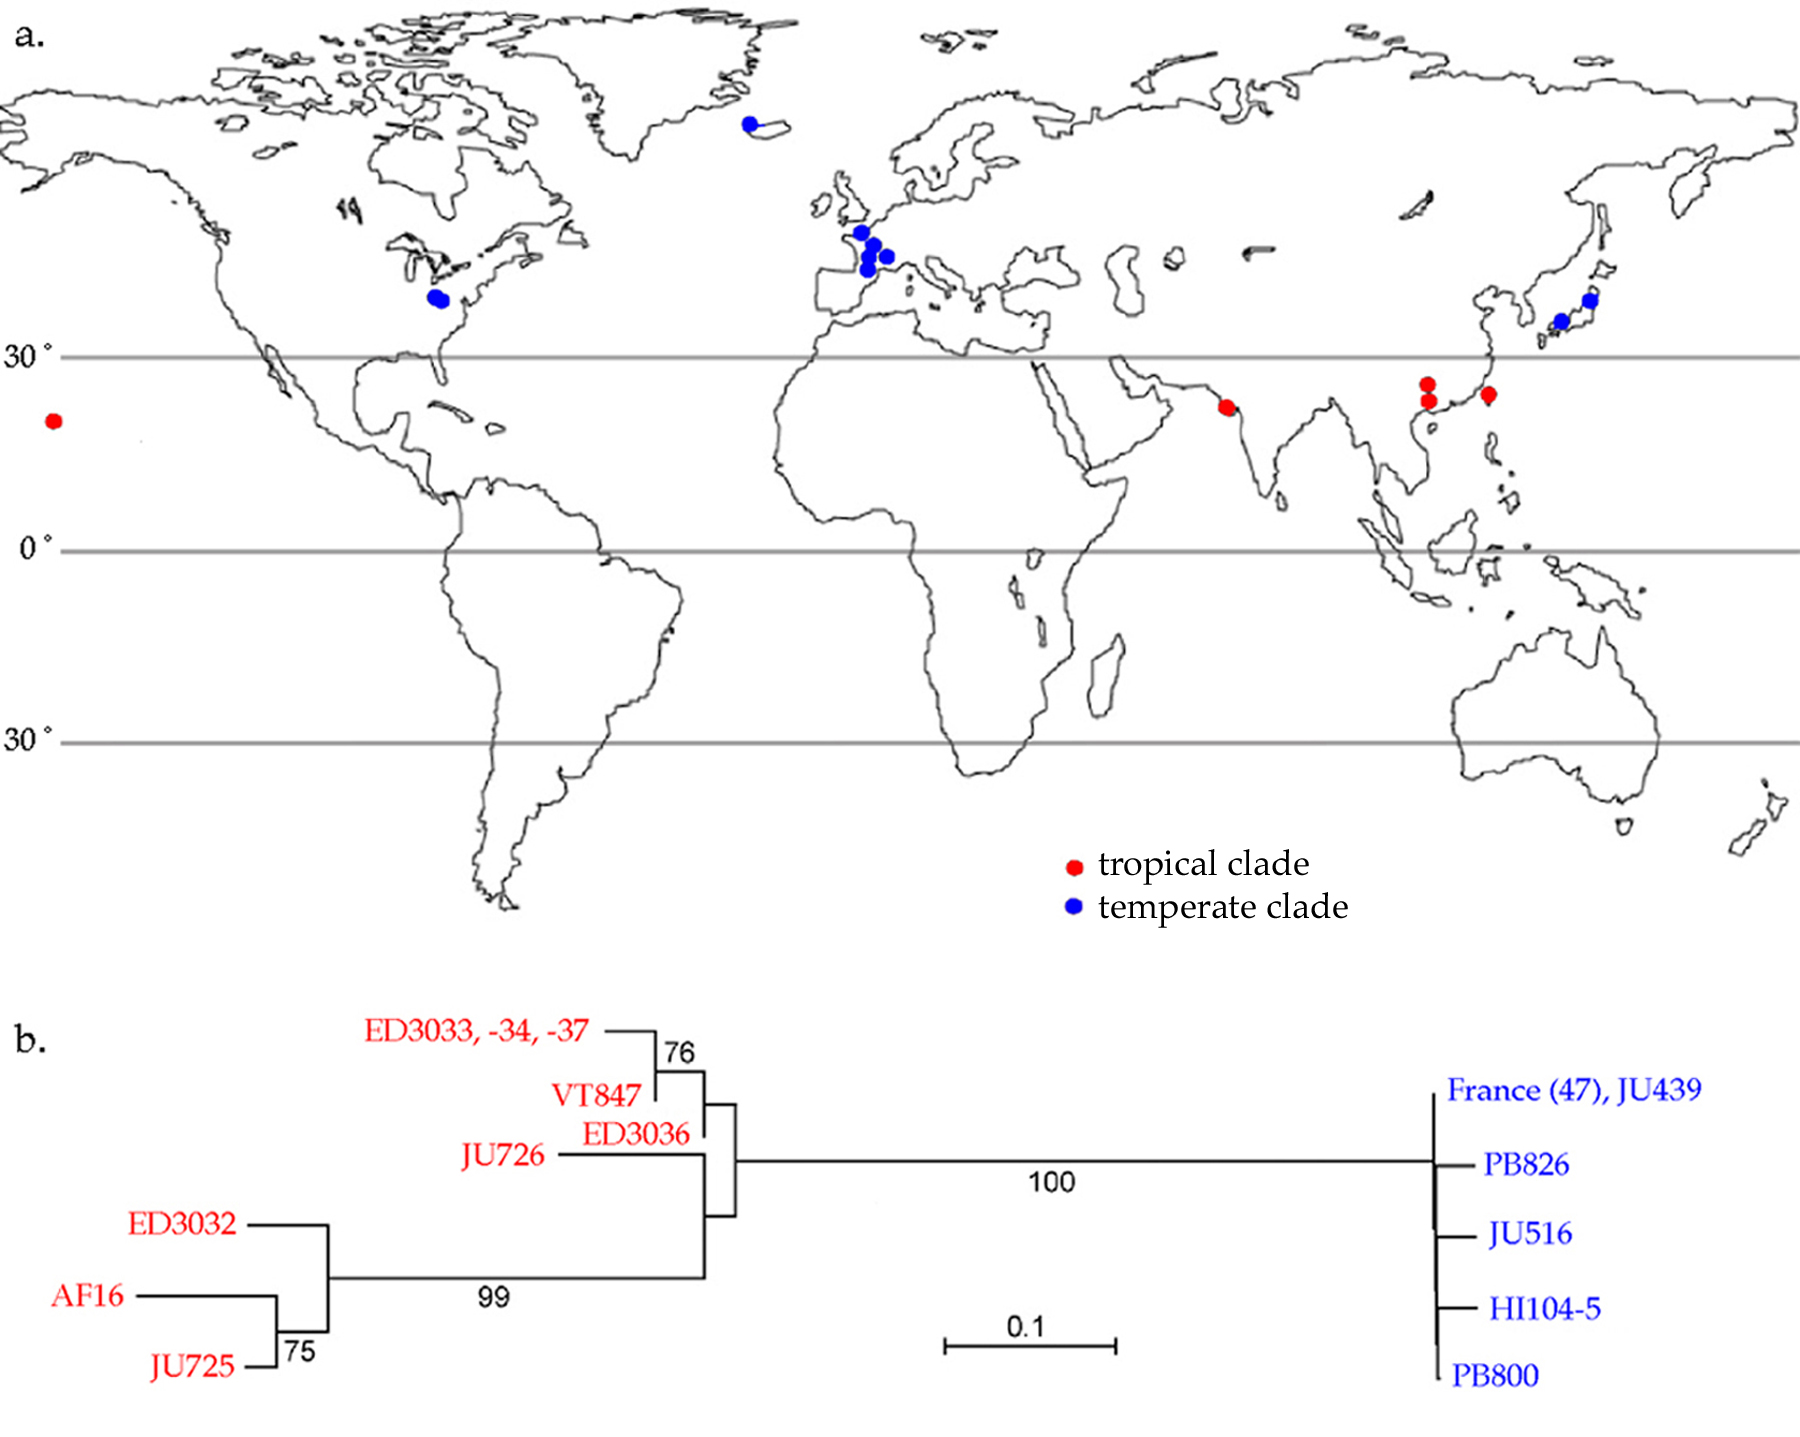 a.
30°
0°
30°
tropical clade
temperate clade
b.
ED3033, -34, -37
76
VT847
ED3036
JU726
France (47), JU439
PB826
100
ED3032
JU516
AF16
99
HI104-5
0.1
75
JU725
PB800